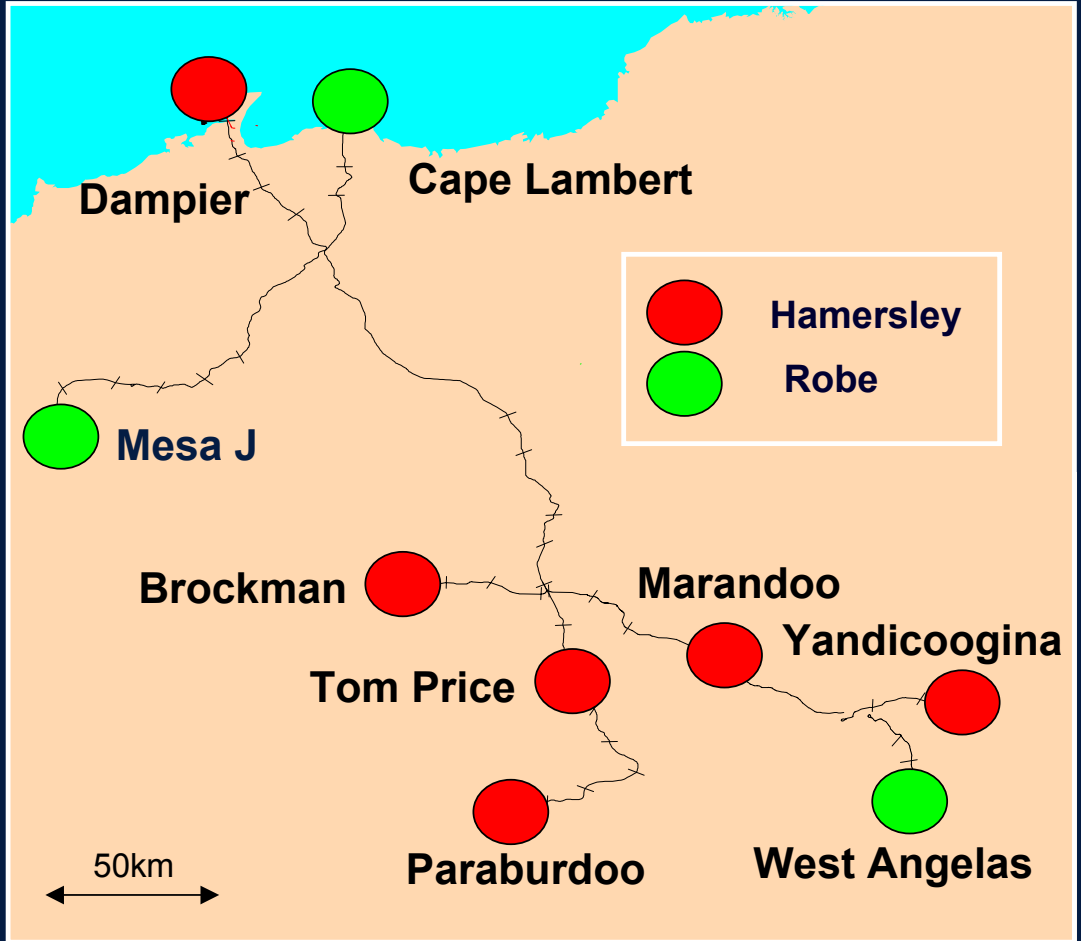 Dampier
Cape Lambert
Hamersley
Robe
Mesa J
Brockman
Marandoo
Yandicoogina
Tom Price
Paraburdoo
West Angelas
50km